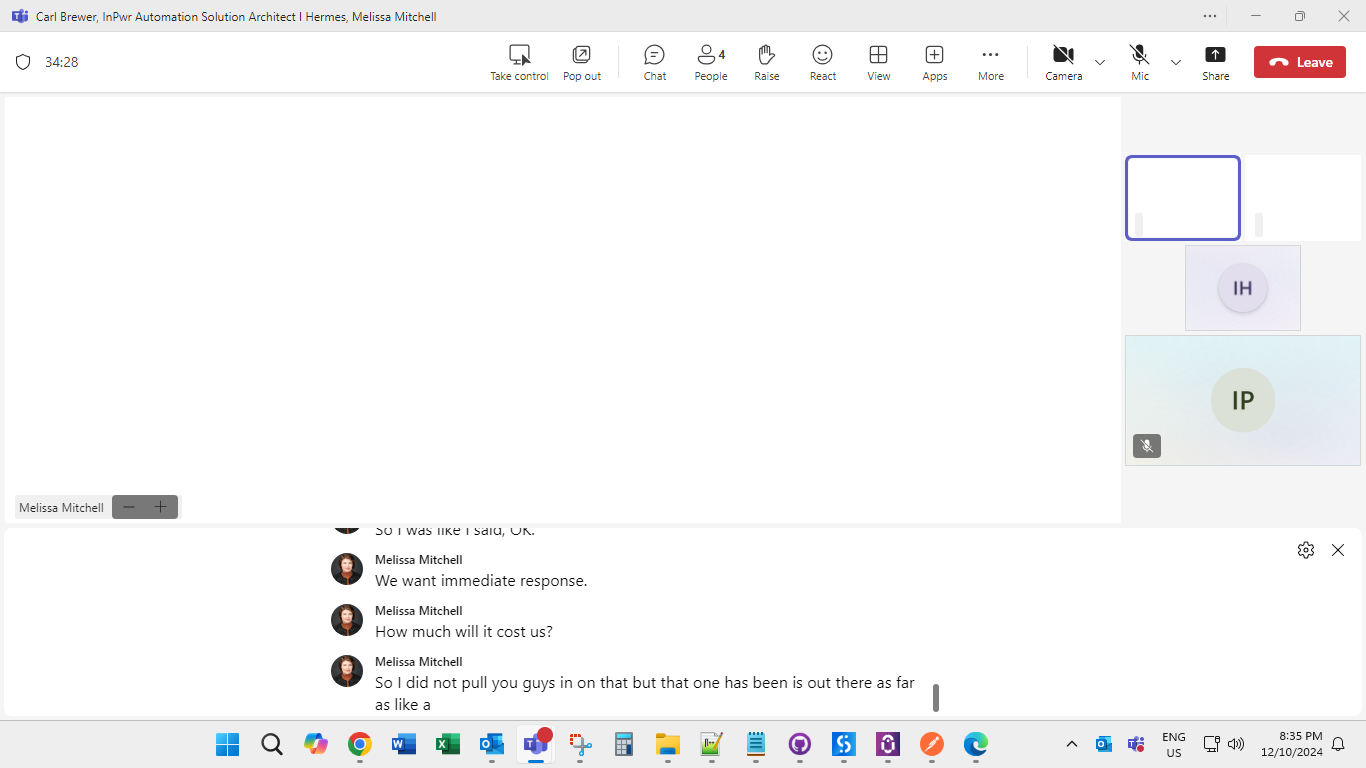 Carl Brewer, InPwr Automation Solution Architect I Hermes, Melissa Mitchell
34:28
Take control
Pop out
Chat
4
People
Raise
React
View
Apps
More
Camera
Mic
Share
Leave
IH
IP
Melissa Mitchell
So I was like I said, OK.
Melissa Mitchell
We want immediate response.
Melissa Mitchell
How much will it cost us?
Melissa Mitchell
So I did not pull you guys in on that but that one has been is out there as far
as like a
ENG
US
8:35 PM
12/10/2024